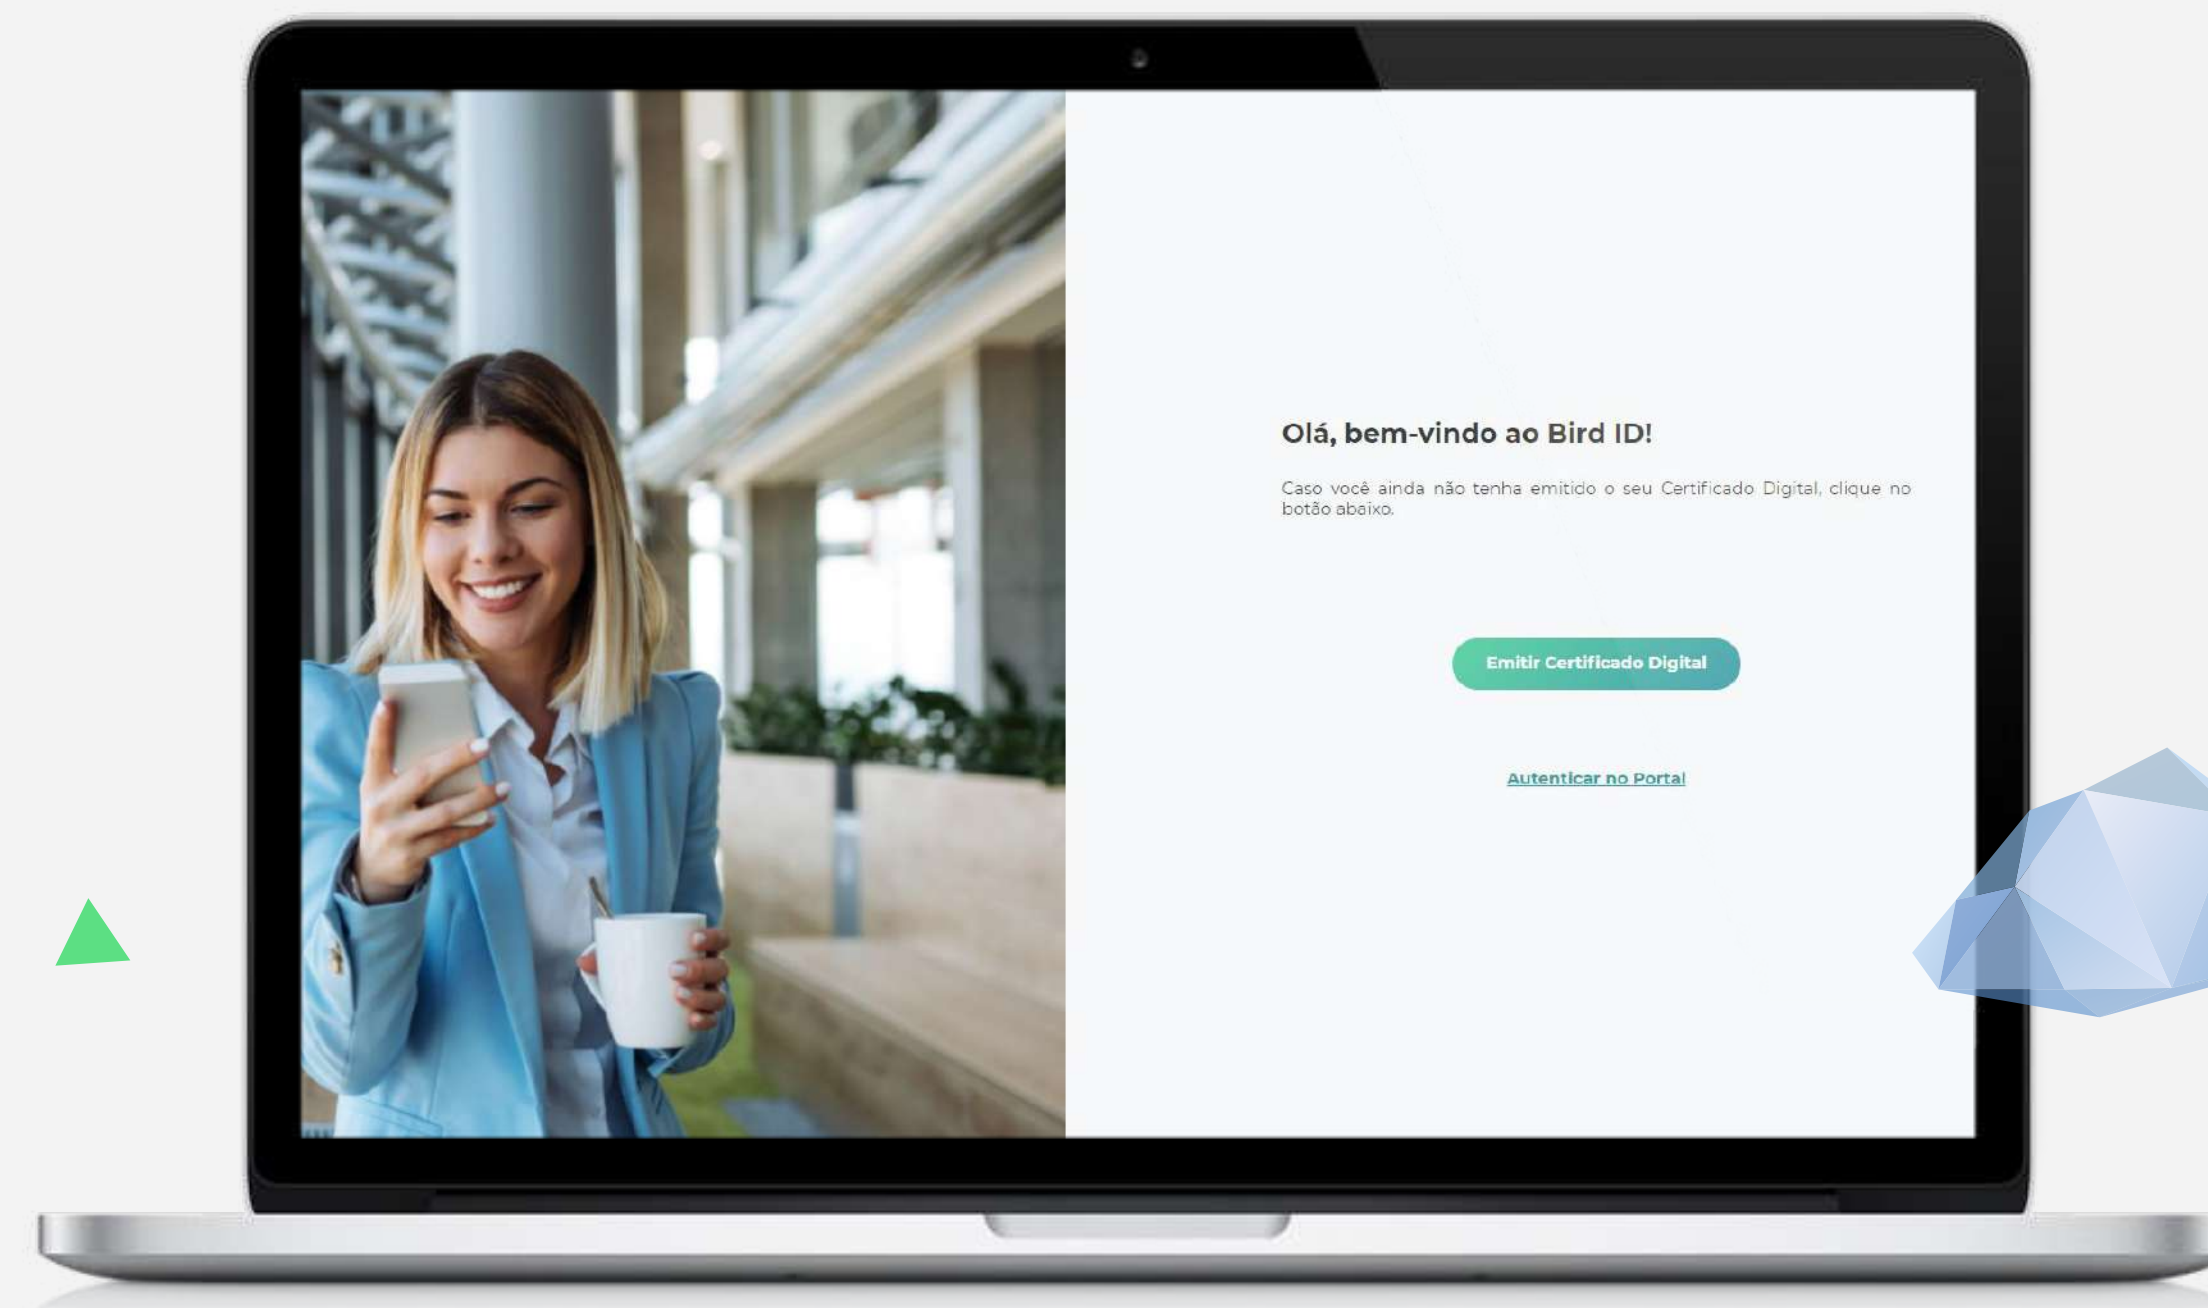 Olá, bem-vindo ao Bird ID!
Caso você ainda não tenha emitido o seu Certificado Digital, clique no
botão abaixo.
Emitir Certificado Digital
Autenticar no Portal